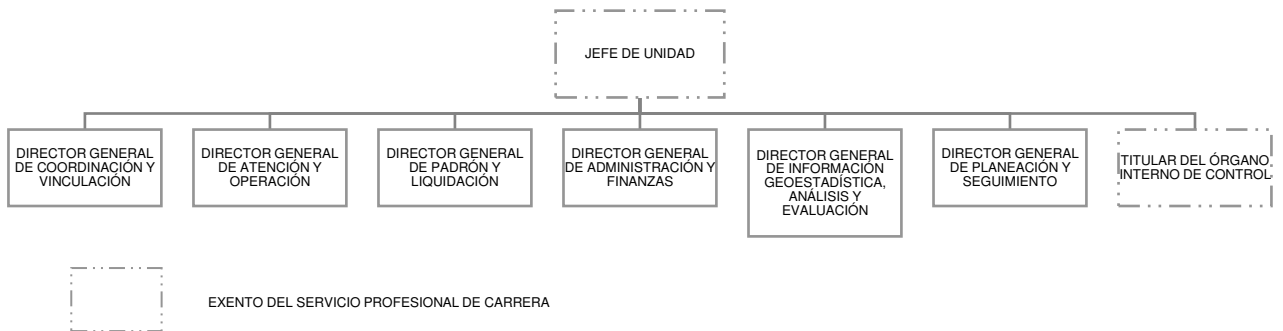 JEFE DE UNIDAD
DIRECTOR GENERAL
DE COORDINACIÓN Y
VINCULACIÓN
DIRECTOR GENERAL
DE ATENCIÓN Y
OPERACIÓN
DIRECTOR GENERAL
DE PADRÓN Y
LIQUIDACIÓN
DIRECTOR GENERAL
DE ADMINISTRACIÓN Y
FINANZAS
DIRECTOR GENERAL
DE INFORMACIÓN
GEOESTADÍSTICA,
ANÁLISIS Y
EVALUACIÓN
DIRECTOR GENERAL
DE PLANEACIÓN Y
SEGUIMIENTO
TITULAR DEL ÓRGANO
INTERNO DE CONTROL
EXENTO DEL SERVICIO PROFESIONAL DE CARRERA